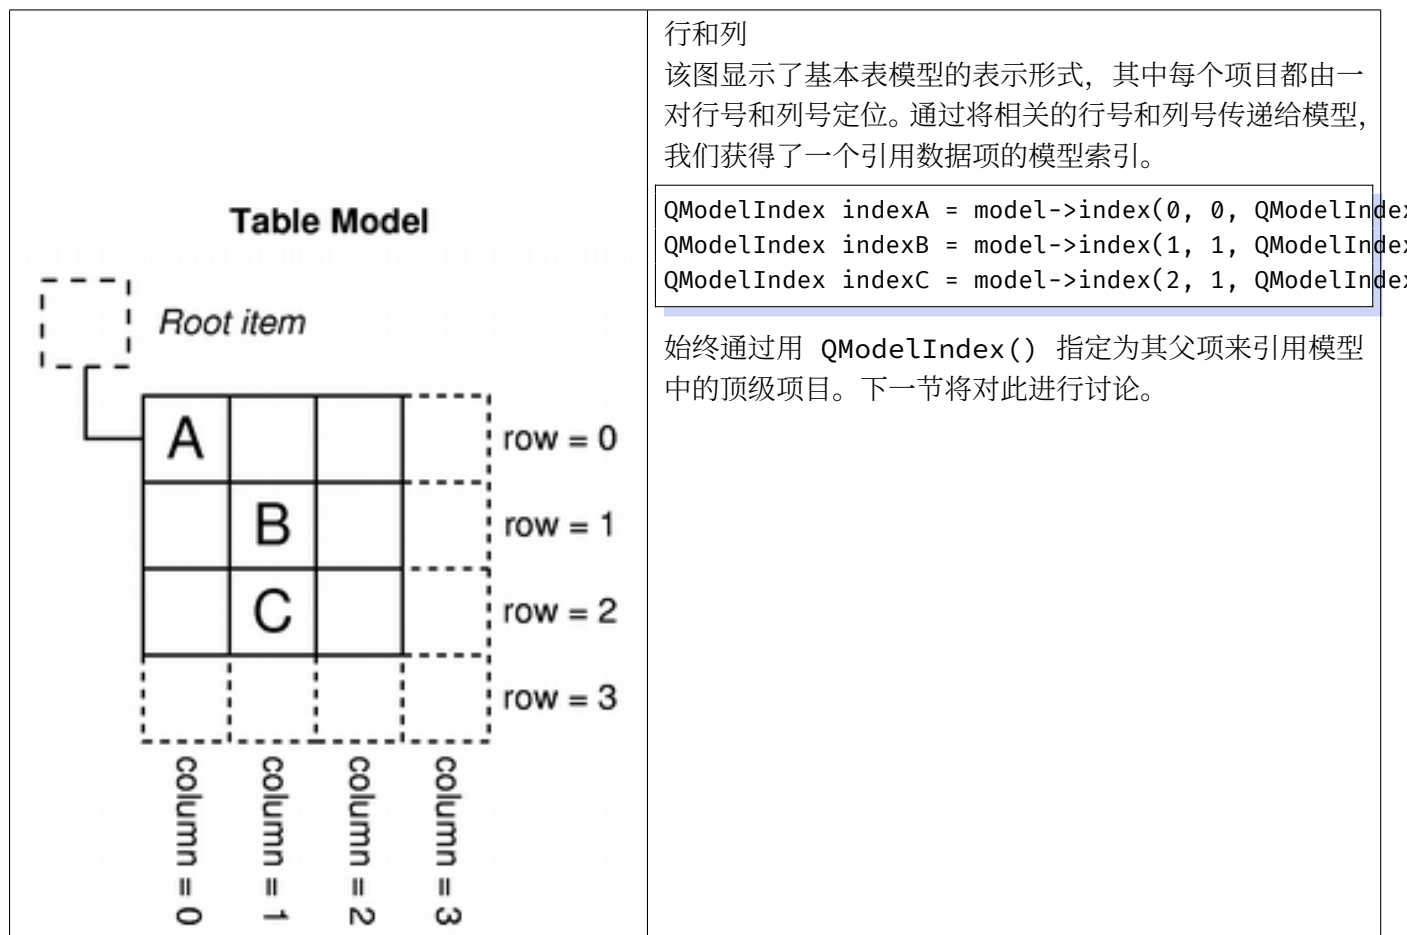 Table Model
Root item
A
row = 0
B
row = 1
C
row = 2
row = 3
column = 0
column = 1
column = 2
column = 3
行和列
该图显示了基本表模型的表示形式，其中每个项目都由一
对行号和列号定位。通过将相关的行号和列号传递给模型，
我们获得了一个引用数据项的模型索引。
QModelIndex indexA = model->index(0, 0, QModelIndex
QModelIndex indexB = model->index(1, 1, QModelIndex
QModelIndex indexC = model->index(2, 1, QModelIndex
始终通过用 QModelIndex() 指定为其父项来引用模型
中的顶级项目。下一节将对此进行讨论。